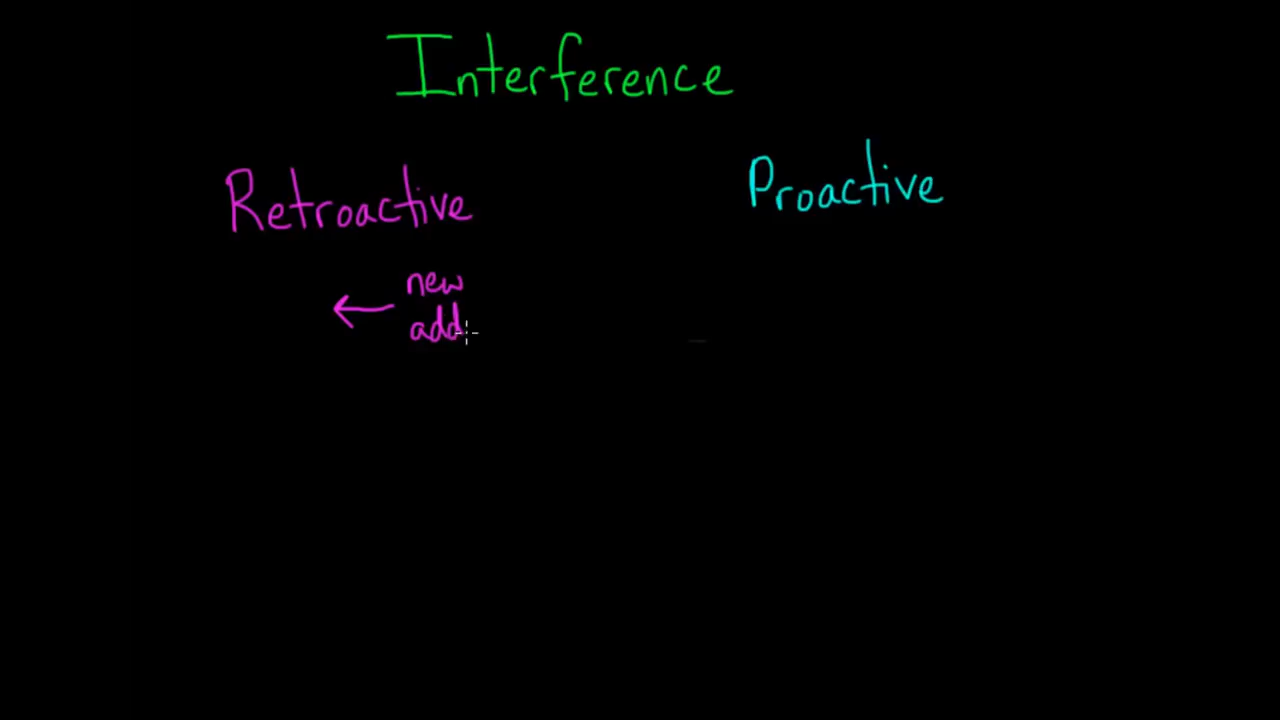 Interference
Retroactive
Proactive
← new
add